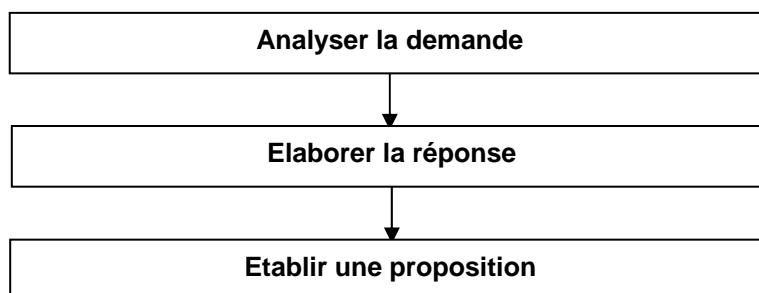 Analyser la demande
Elaborer la réponse
Etablir une proposition